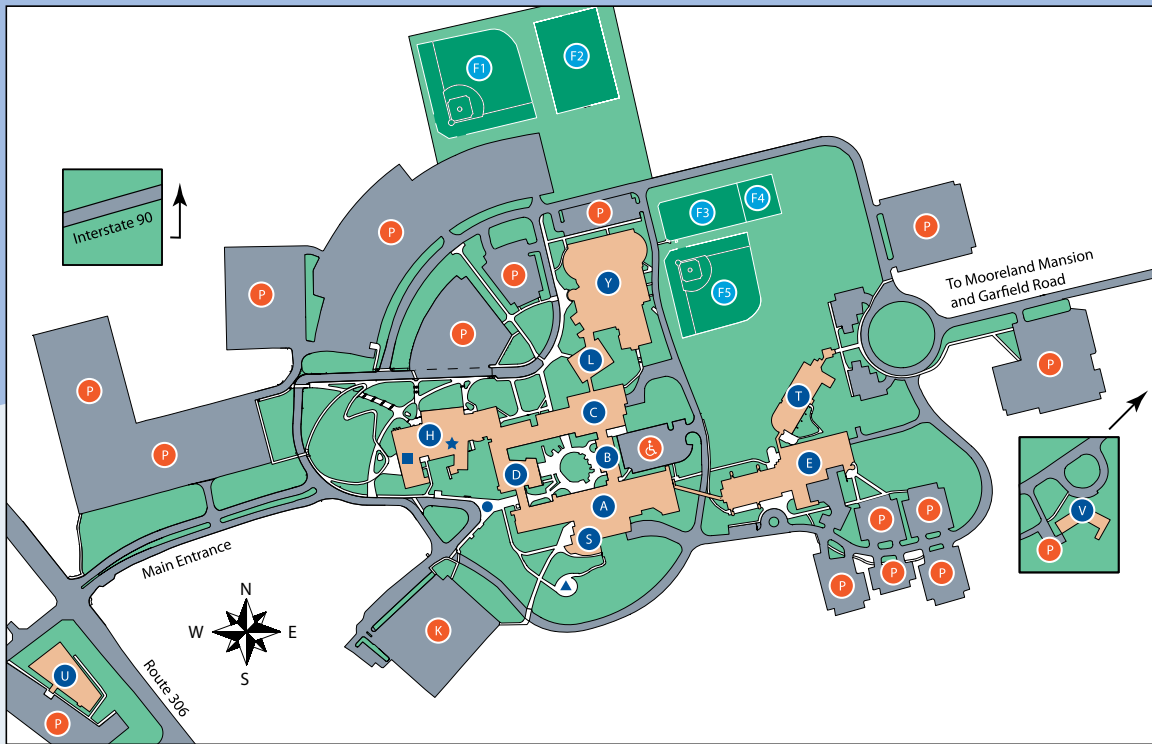 F1
F2
F3
F4
F5
P
P
Interstate 90
P
P
P
P
P
Y
To Mooreland Mansion
and Garfield Road
P
L
T
P
P
C
H
B
D
E
A
S
P
P
P
P
P
V
P
Main Entrance
N
W
E
S
K
U
Route 306
P